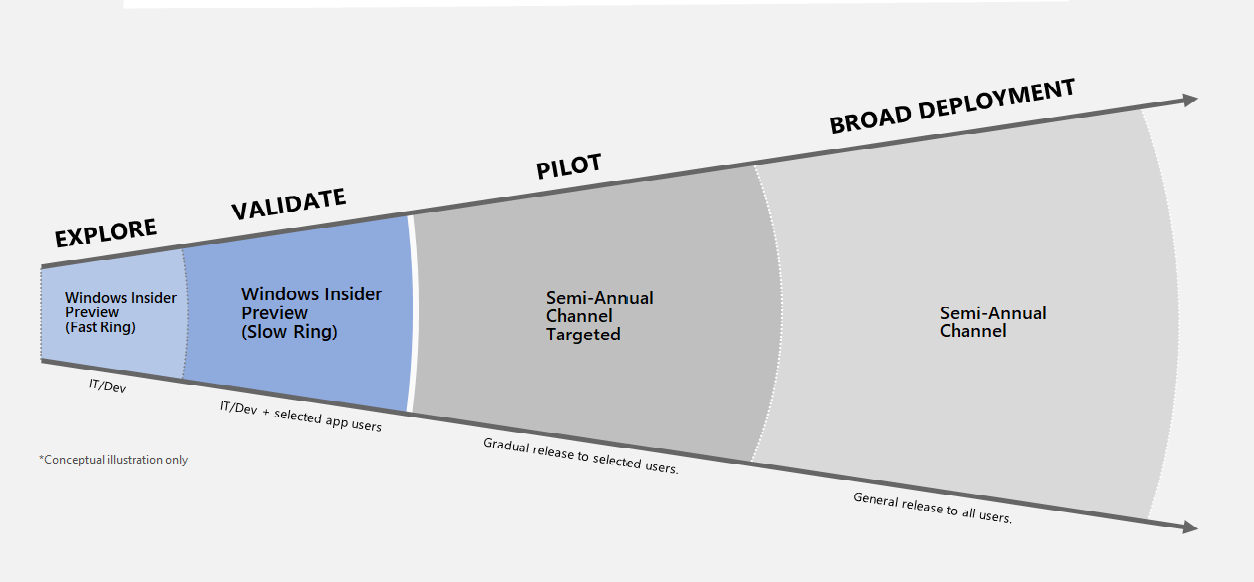 EXPLORE
VALIDATE
PILOT
BROAD DEPLOYMENT
Windows Insider
Preview
(Fast Ring)
Windows Insider
Preview
(Slow Ring)
Semi-Annual
Channel
Targeted
Semi-Annual
Channel
IT/Dev
IT/Dev + selected app users
Gradual release to selected users.
General release to all users.
*Conceptual illustration only